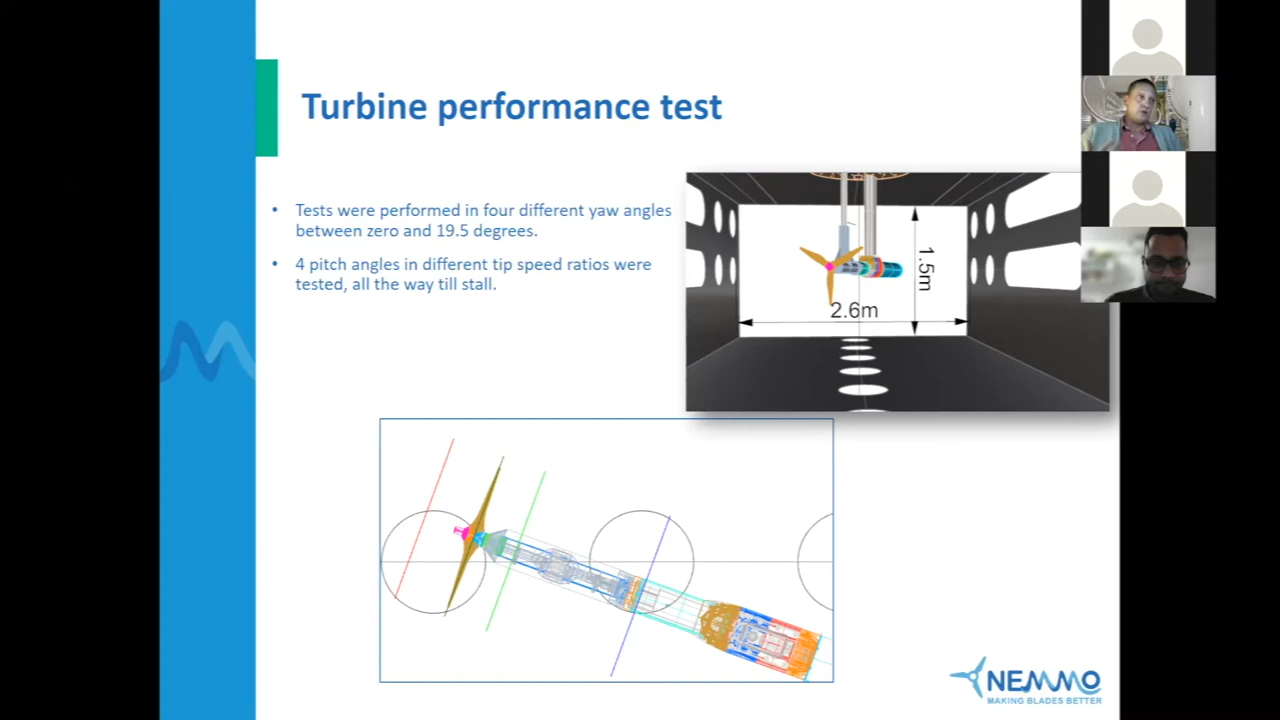 Turbine performance test
• Tests were performed in four different yaw angles
between zero and 19.5 degrees.
• 4 pitch angles in different tip speed ratios were
tested, all the way till stall.
1.5m
2.6m
NEMMO
MAKING BLADES BETTER